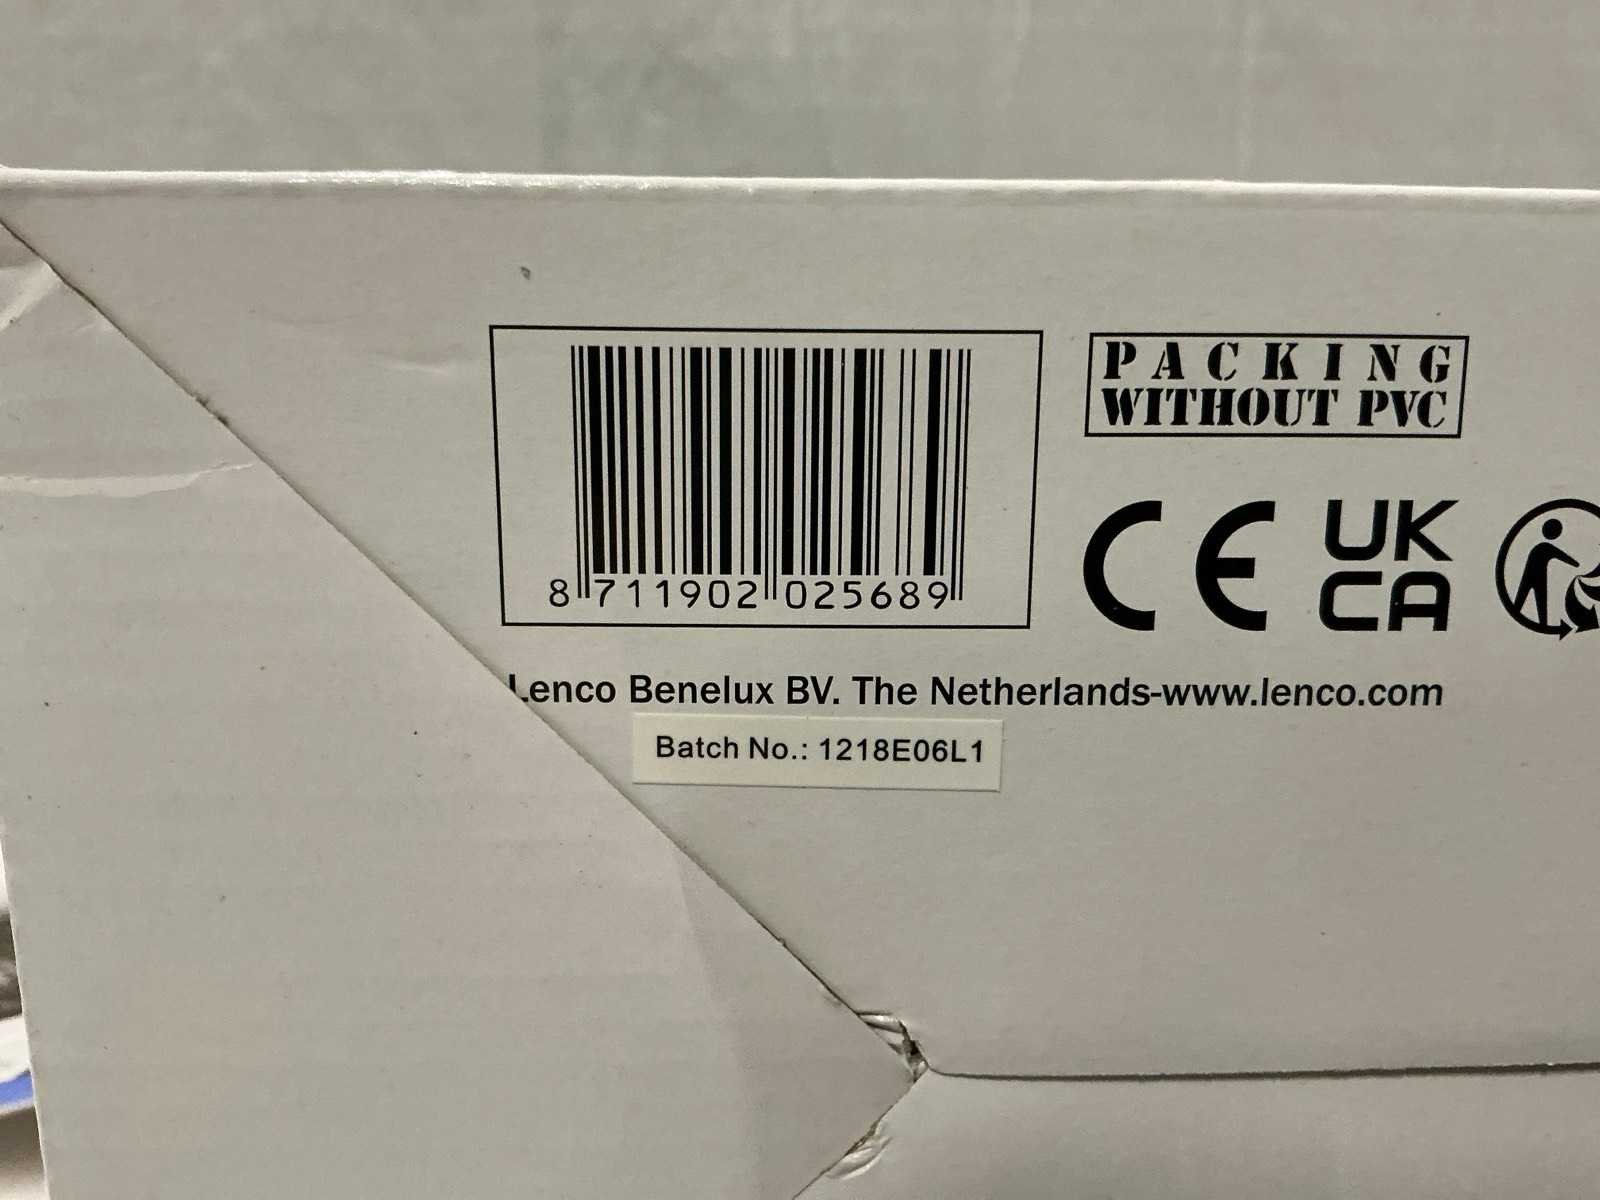 8 711902 025689
PACKING
WITHOUT PVC
CE
UK
CA
Lenco Benelux BV. The Netherlands-www.lenco.com
Batch No.: 1218E06L1